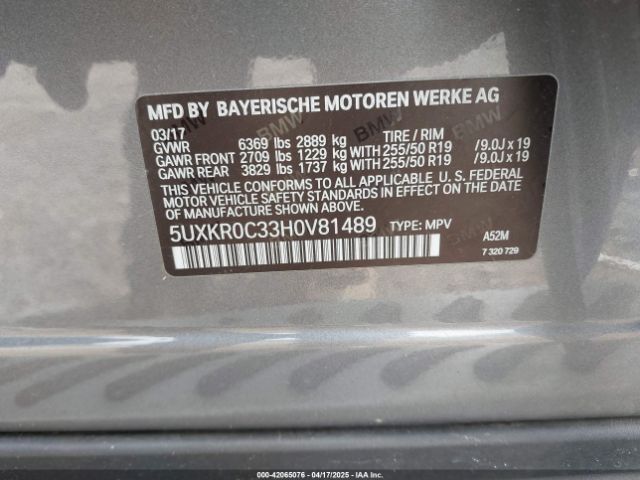 MFD BY BAYERISCHE MOTOREN WERKE AG
03/17
GVWR 6369 lbs 2889 kg TIRE / RIM
GAWR FRONT 2709 lbs 1229 kg WITH 255/50 R19 /9.0J x 19
GAWR REAR 3829 lbs 1737 kg WITH 255/50 R19 /9.0J x 19
THIS VEHICLE CONFORMS TO ALL APPLICABLE U. S. FEDERAL
MOTOR VEHICLE SAFETY STANDARDS IN EFFECT ON THE DATE
OF MANUFACTURE SHOWN ABOVE.
5UXKR0C33H0V81489 TYPE: MPV A52M
7 320 729
000-42065076 - 04/17/2025 - IAAI.COM